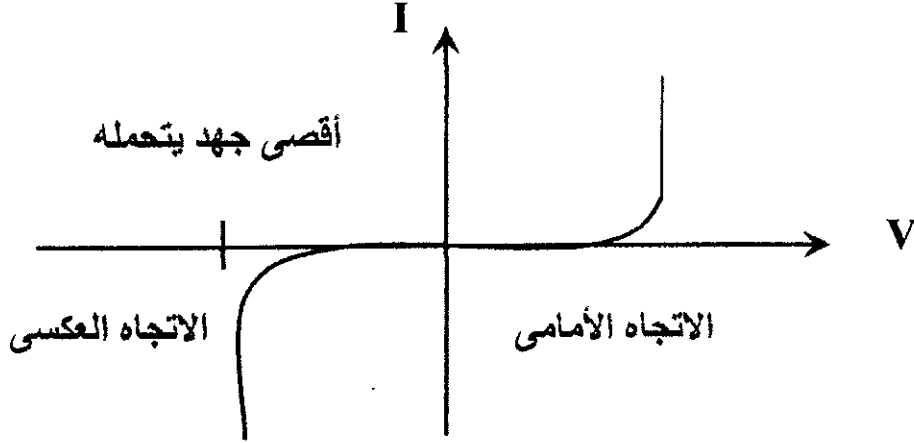 I
أقصى جهد يتحمله
V
الاتجاه العكسى
الاتجاه الأمامى